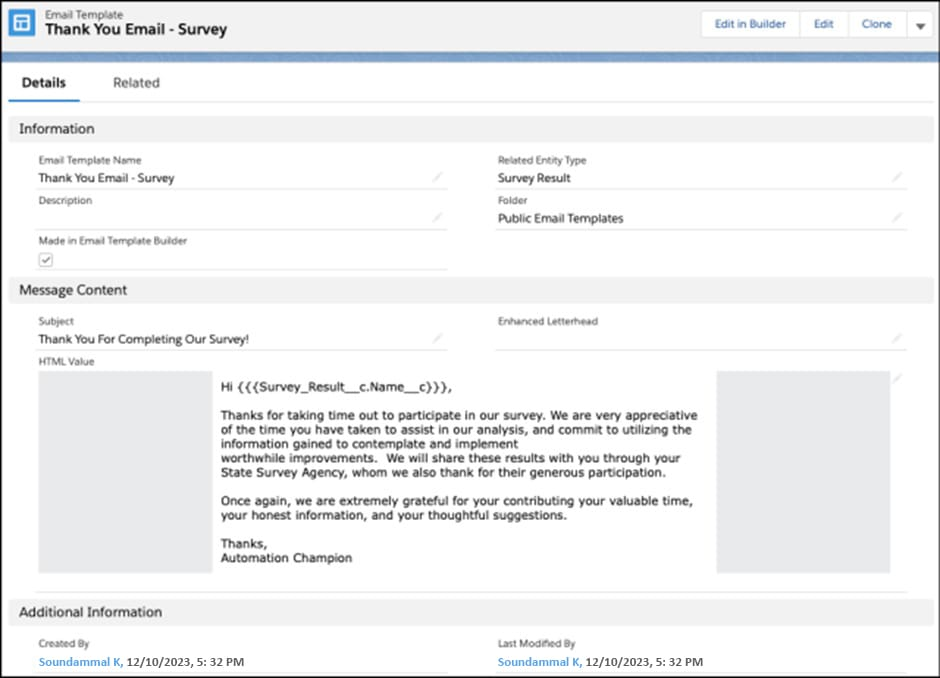 Email Template
Thank You Email - Survey
Edit in Builder
Edit
Clone
Details
Related
Information
Email Template Name
Related Entity Type
Thank You Email - Survey
Survey Result
Description
Folder
Public Email Templates
Made in Email Template Builder
Message Content
Subject
Enhanced Letterhead
Thank You For Completing Our Survey!
HTML Value
Hi {{{Survey_Result__c.Name__c}}},
Thanks for taking time out to participate in our survey. We are very appreciative
of the time you have taken to assist in our analysis, and commit to utilizing the
information gained to contemplate and implement
worthwhile improvements.  We will share these results with you through your
State Survey Agency, whom we also thank for their generous participation.
Once again, we are extremely grateful for your contributing your valuable time,
your honest information, and your thoughtful suggestions.
Thanks,
Automation Champion
Additional Information
Created By
Last Modified By
Soundammal K, 12/10/2023, 5: 32 PM
Soundammal K, 12/10/2023, 5: 32 PM